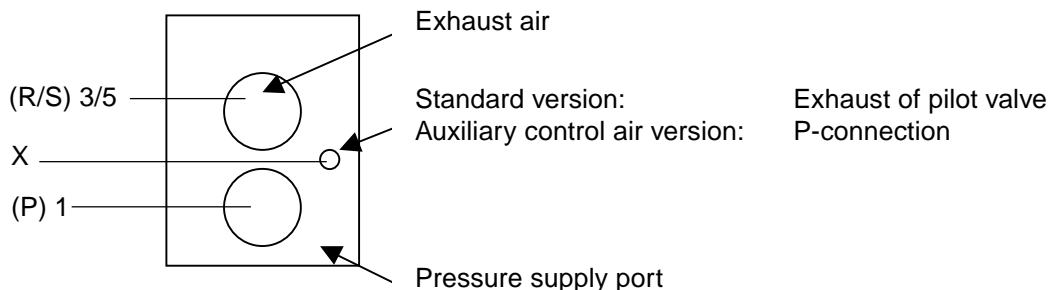 Exhaust air
(R/S) 3/5
Standard version: Exhaust of pilot valve
Auxiliary control air version: P-connection
X
(P) 1
Pressure supply port